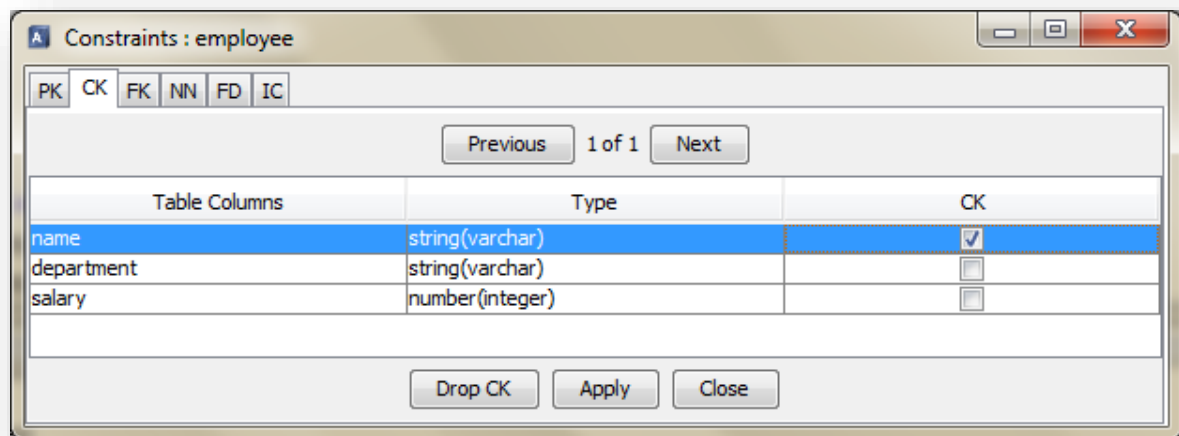 Constraints : employee
PK CK FK NN FD IC
Previous 1 of 1 Next
Table Columns Type CK
name string(varchar)
department string(varchar)
salary number(integer)
Drop CK Apply Close